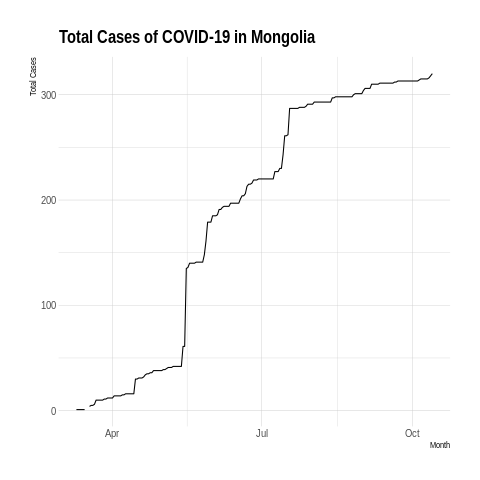 Total Cases of COVID-19 in Mongolia
Total Cases
300
200
100
0
Apr
Jul
Oct
Month